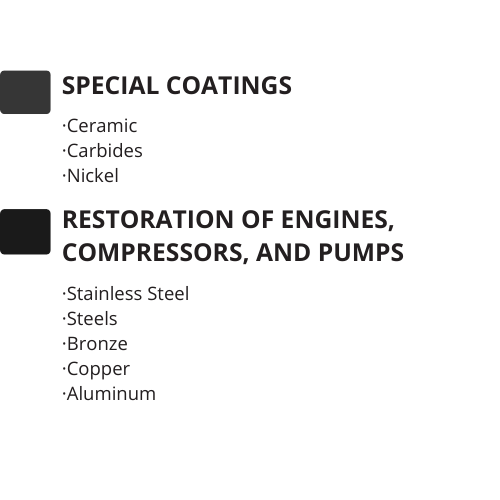 SPECIAL COATINGS
·Ceramic
·Carbides
·Nickel
RESTORATION OF ENGINES,
COMPRESSORS, AND PUMPS
·Stainless Steel
·Steels
·Bronze
·Copper
·Aluminum